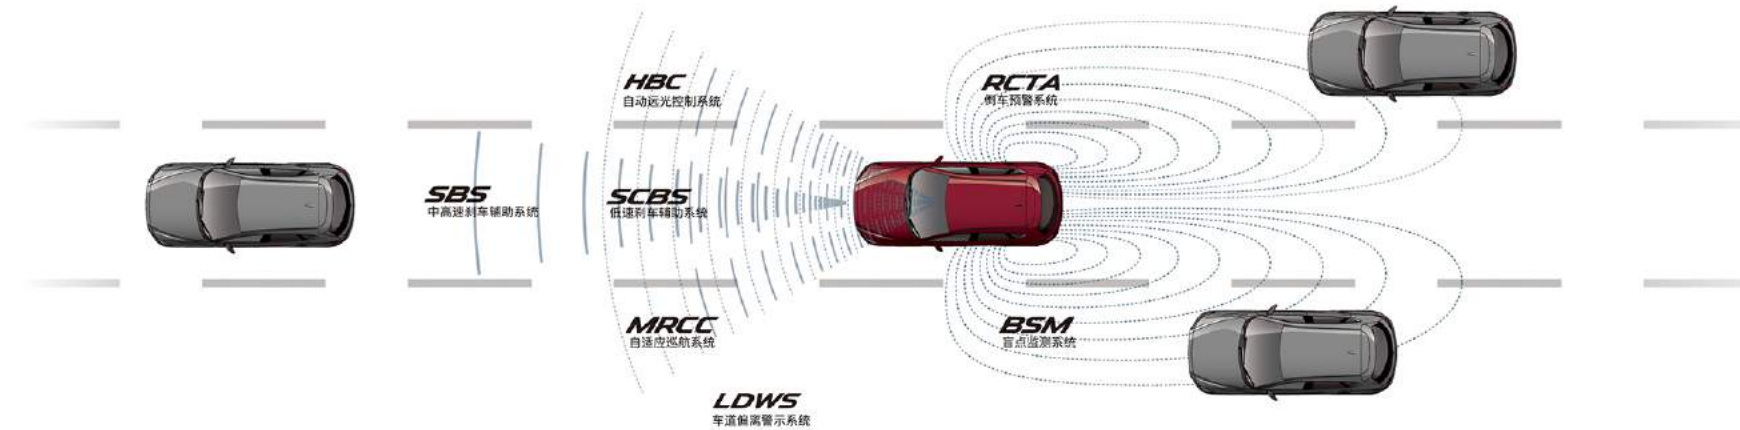 HBC
自动远光控制系统
RCTA
倒车预警系统
SBS
中高速刹车辅助系统
SCBS
低速刹车辅助系统
MRCC
自适应巡航系统
BSM
盲点监测系统
LDWS
车道偏离警示系统